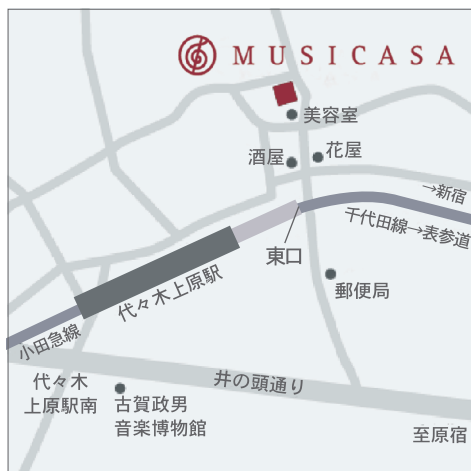 MUSICASA
美容室
酒屋
花屋
→新宿
千代田線→表参道
東口
代々木上原駅
郵便局
小田急線
井の頭通り
代々木
上原駅南
古賀政男
音楽博物館
至原宿